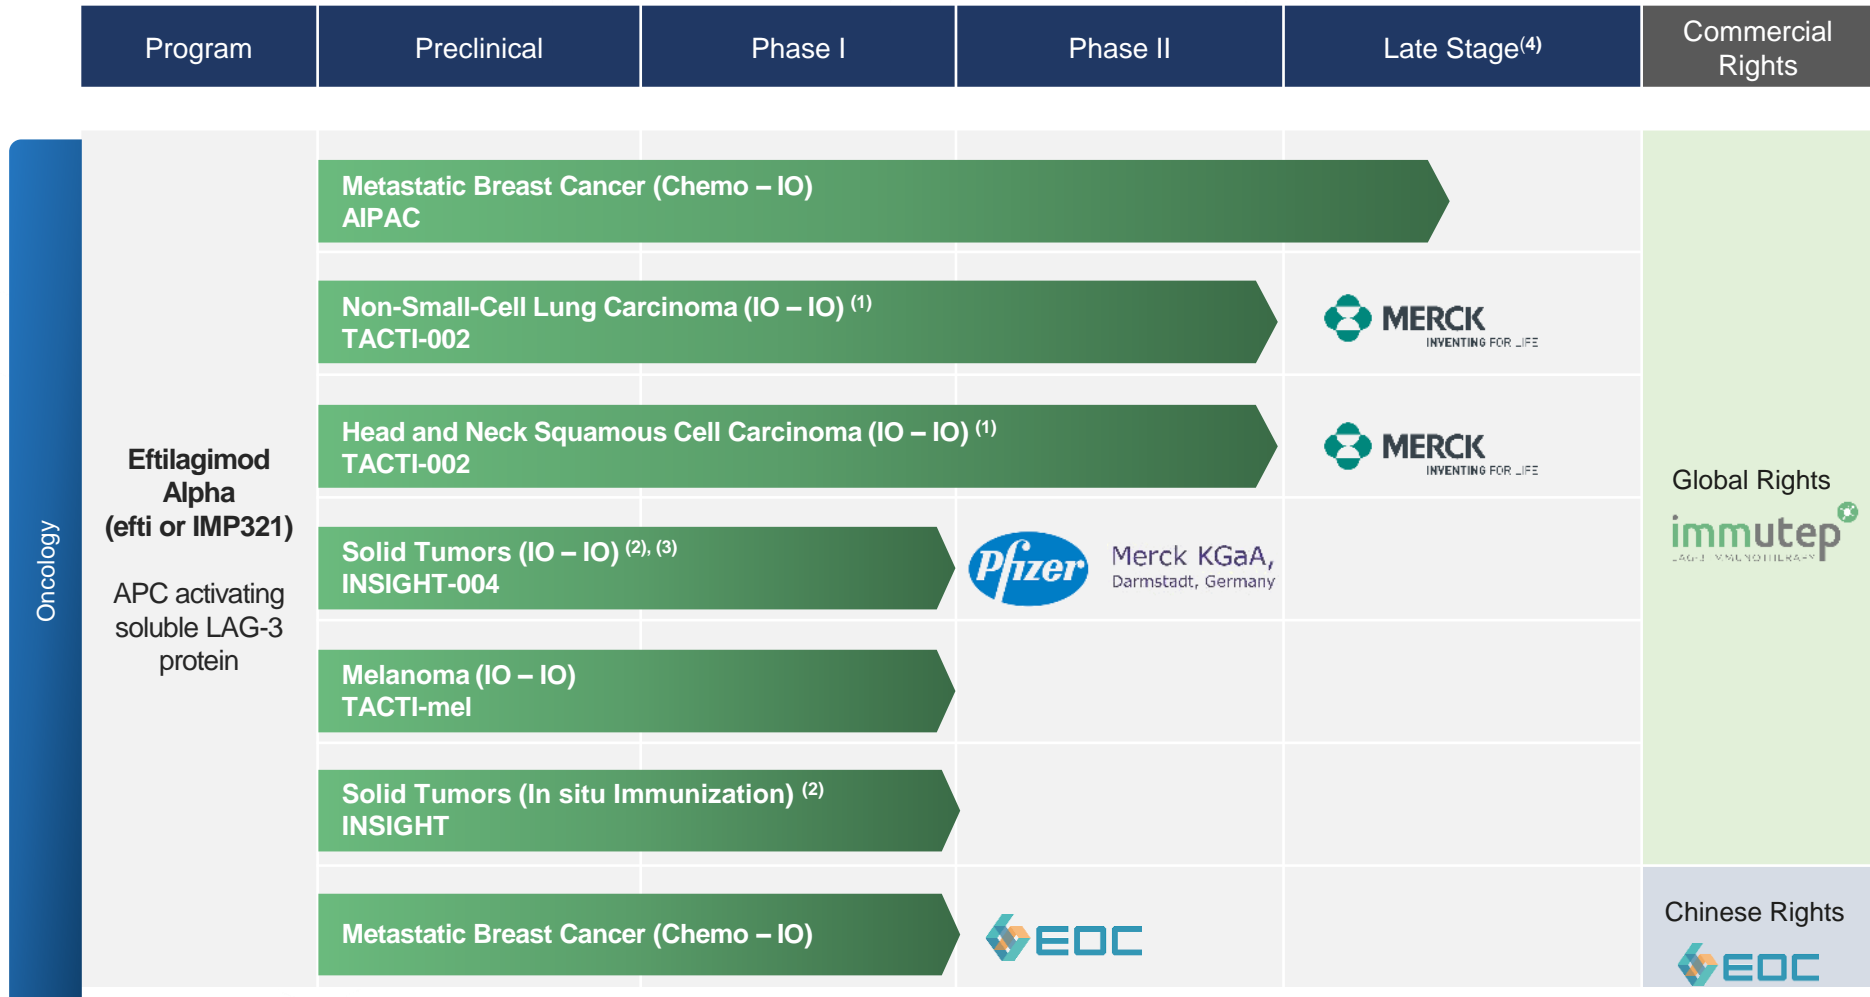 Program
Preclinical
Phase I
Phase II
Late Stage(4)
Commercial
Rights
Oncology
Eftilagimod
Alpha
(efti or IMP321)
APC activating
soluble LAG-3
protein
Metastatic Breast Cancer (Chemo – IO)
AIPAC
Non-Small-Cell Lung Carcinoma (IO – IO) (1)
TACTI-002
MERCK
INVENTING FOR LIFE
Head and Neck Squamous Cell Carcinoma (IO – IO) (1)
TACTI-002
MERCK
INVENTING FOR LIFE
Solid Tumors (IO – IO) (2), (3)
INSIGHT-004
Pfizer
Merck KGaA,
Darmstadt, Germany
Melanoma (IO – IO)
TACTI-mel
Solid Tumors (In situ Immunization) (2)
INSIGHT
Metastatic Breast Cancer (Chemo – IO)
EOC
Global Rights
immutep
LAG-3 IMMUNOTHERAPY
Chinese Rights
EOC